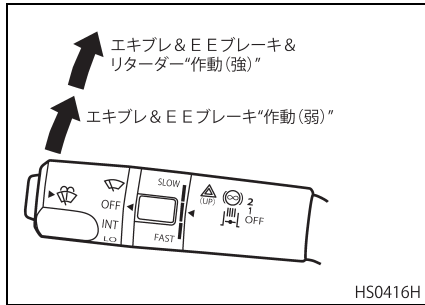 エキブレ&EEブレーキ&
リターダー“作動(強)”
エキブレ&EEブレーキ“作動(弱)”
SLOW
OFF
INT
LO
FAST
(UP)
2
1
OFF
HS0416H